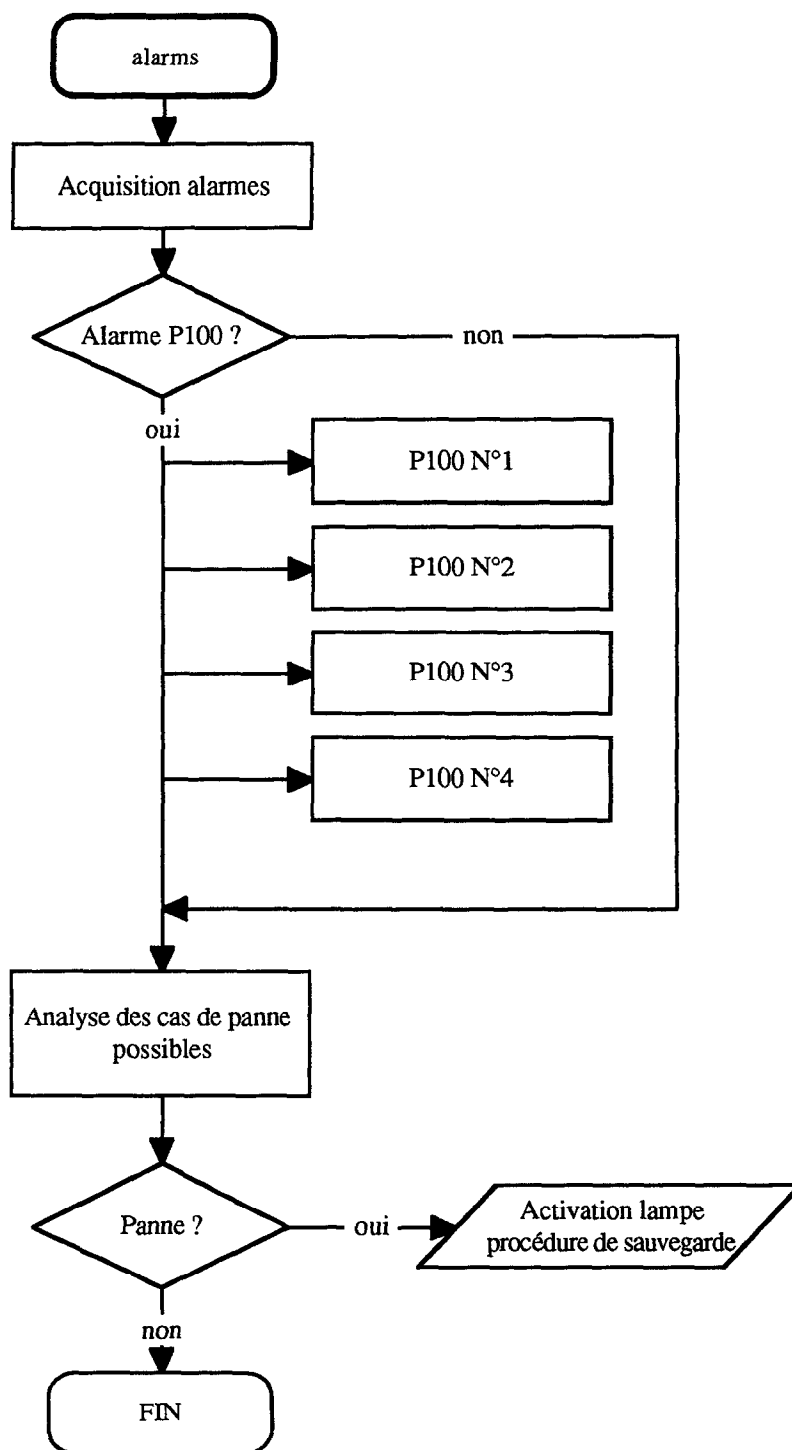 alarms
Acquisition alarmes
Alarme P100 ?
non
oui
P100 N°1
P100 N°2
P100 N°3
P100 N°4
Analyse des cas de panne
possibles
Panne ?
oui
Activation lampe
procédure de sauvegarde
non
FIN